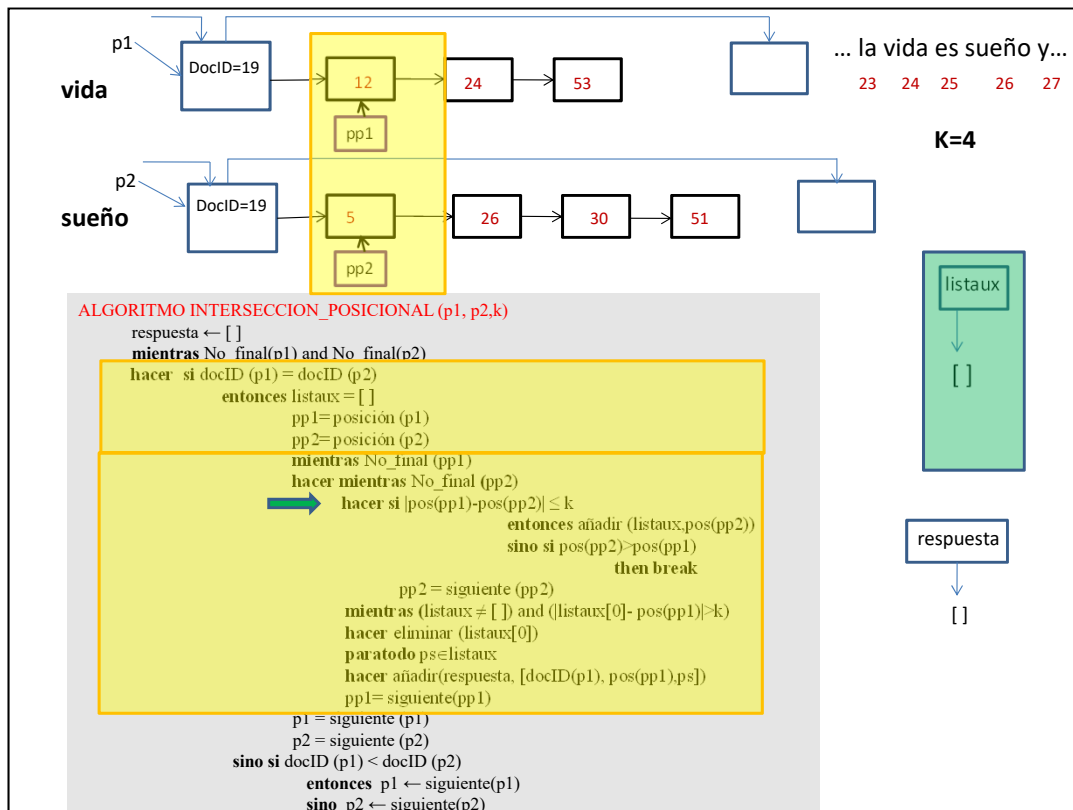 p1
DocID=19
vida
12
24
53
pp1
... la vida es sueño y...
23 24 25 26 27
K=4
p2
DocID=19
sueño
5
26
30
51
pp2
listaux
[ ]
respuesta
[ ]
ALGORITMO INTERSECCION_POSICIONAL (p1, p2,k)
respuesta ← [ ]
mientras No_final(p1) and No_final(p2)
hacer si docID (p1) = docID (p2)
entonces listaux = [ ]
pp1= posición (p1)
pp2= posición (p2)
mientras No_final (pp1)
hacer mientras No_final (pp2)
hacer si |pos(pp1)-pos(pp2)| ≤ k
entonces añadir (listaux,pos(pp2))
sino si pos(pp2)>pos(pp1)
then break
pp2 = siguiente (pp2)
mientras (listaux ≠ [ ]) and (|listaux[0]- pos(pp1)|>k)
hacer eliminar (listaux[0])
paratodo ps∈listaux
hacer añadir(respuesta, [docID(p1), pos(pp1),ps])
pp1= siguiente(pp1)
p1 = siguiente (p1)
p2 = siguiente (p2)
sino si docID (p1) < docID (p2)
entonces p1 ← siguiente(p1)
sino p2 ← siguiente(p2)